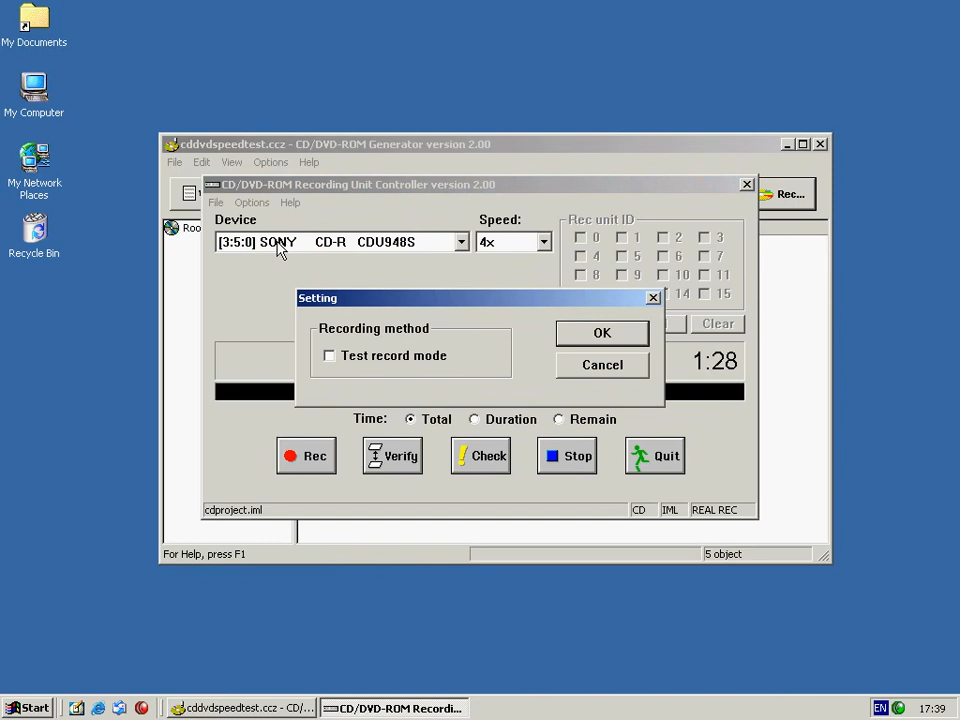 My Documents
My Computer
My Network
Places
Recycle Bin
cddvdspeedtest.ccz - CD/DVD-ROM Generator version 2.00
File Edit View Options Help
Rec...
Roo
CD/DVD-ROM Recording Unit Controller version 2.00
File Options Help
Device
Speed:
Rec unit ID
[3:5:0] SONY CD-R CDU948S
4x
0 1 2 3
4 5 6 7
8 9 10 11
14 15
Clear
Setting
Recording method
Test record mode
OK
Cancel
1:28
Time: Total Duration Remain
Rec Verify Check Stop Quit
cdproject.iml CD IML REAL REC
For Help, press F1 5 object
Start cddvdspeedtest.ccz - CD/... CD/DVD-ROM Recordi... EN 17:39